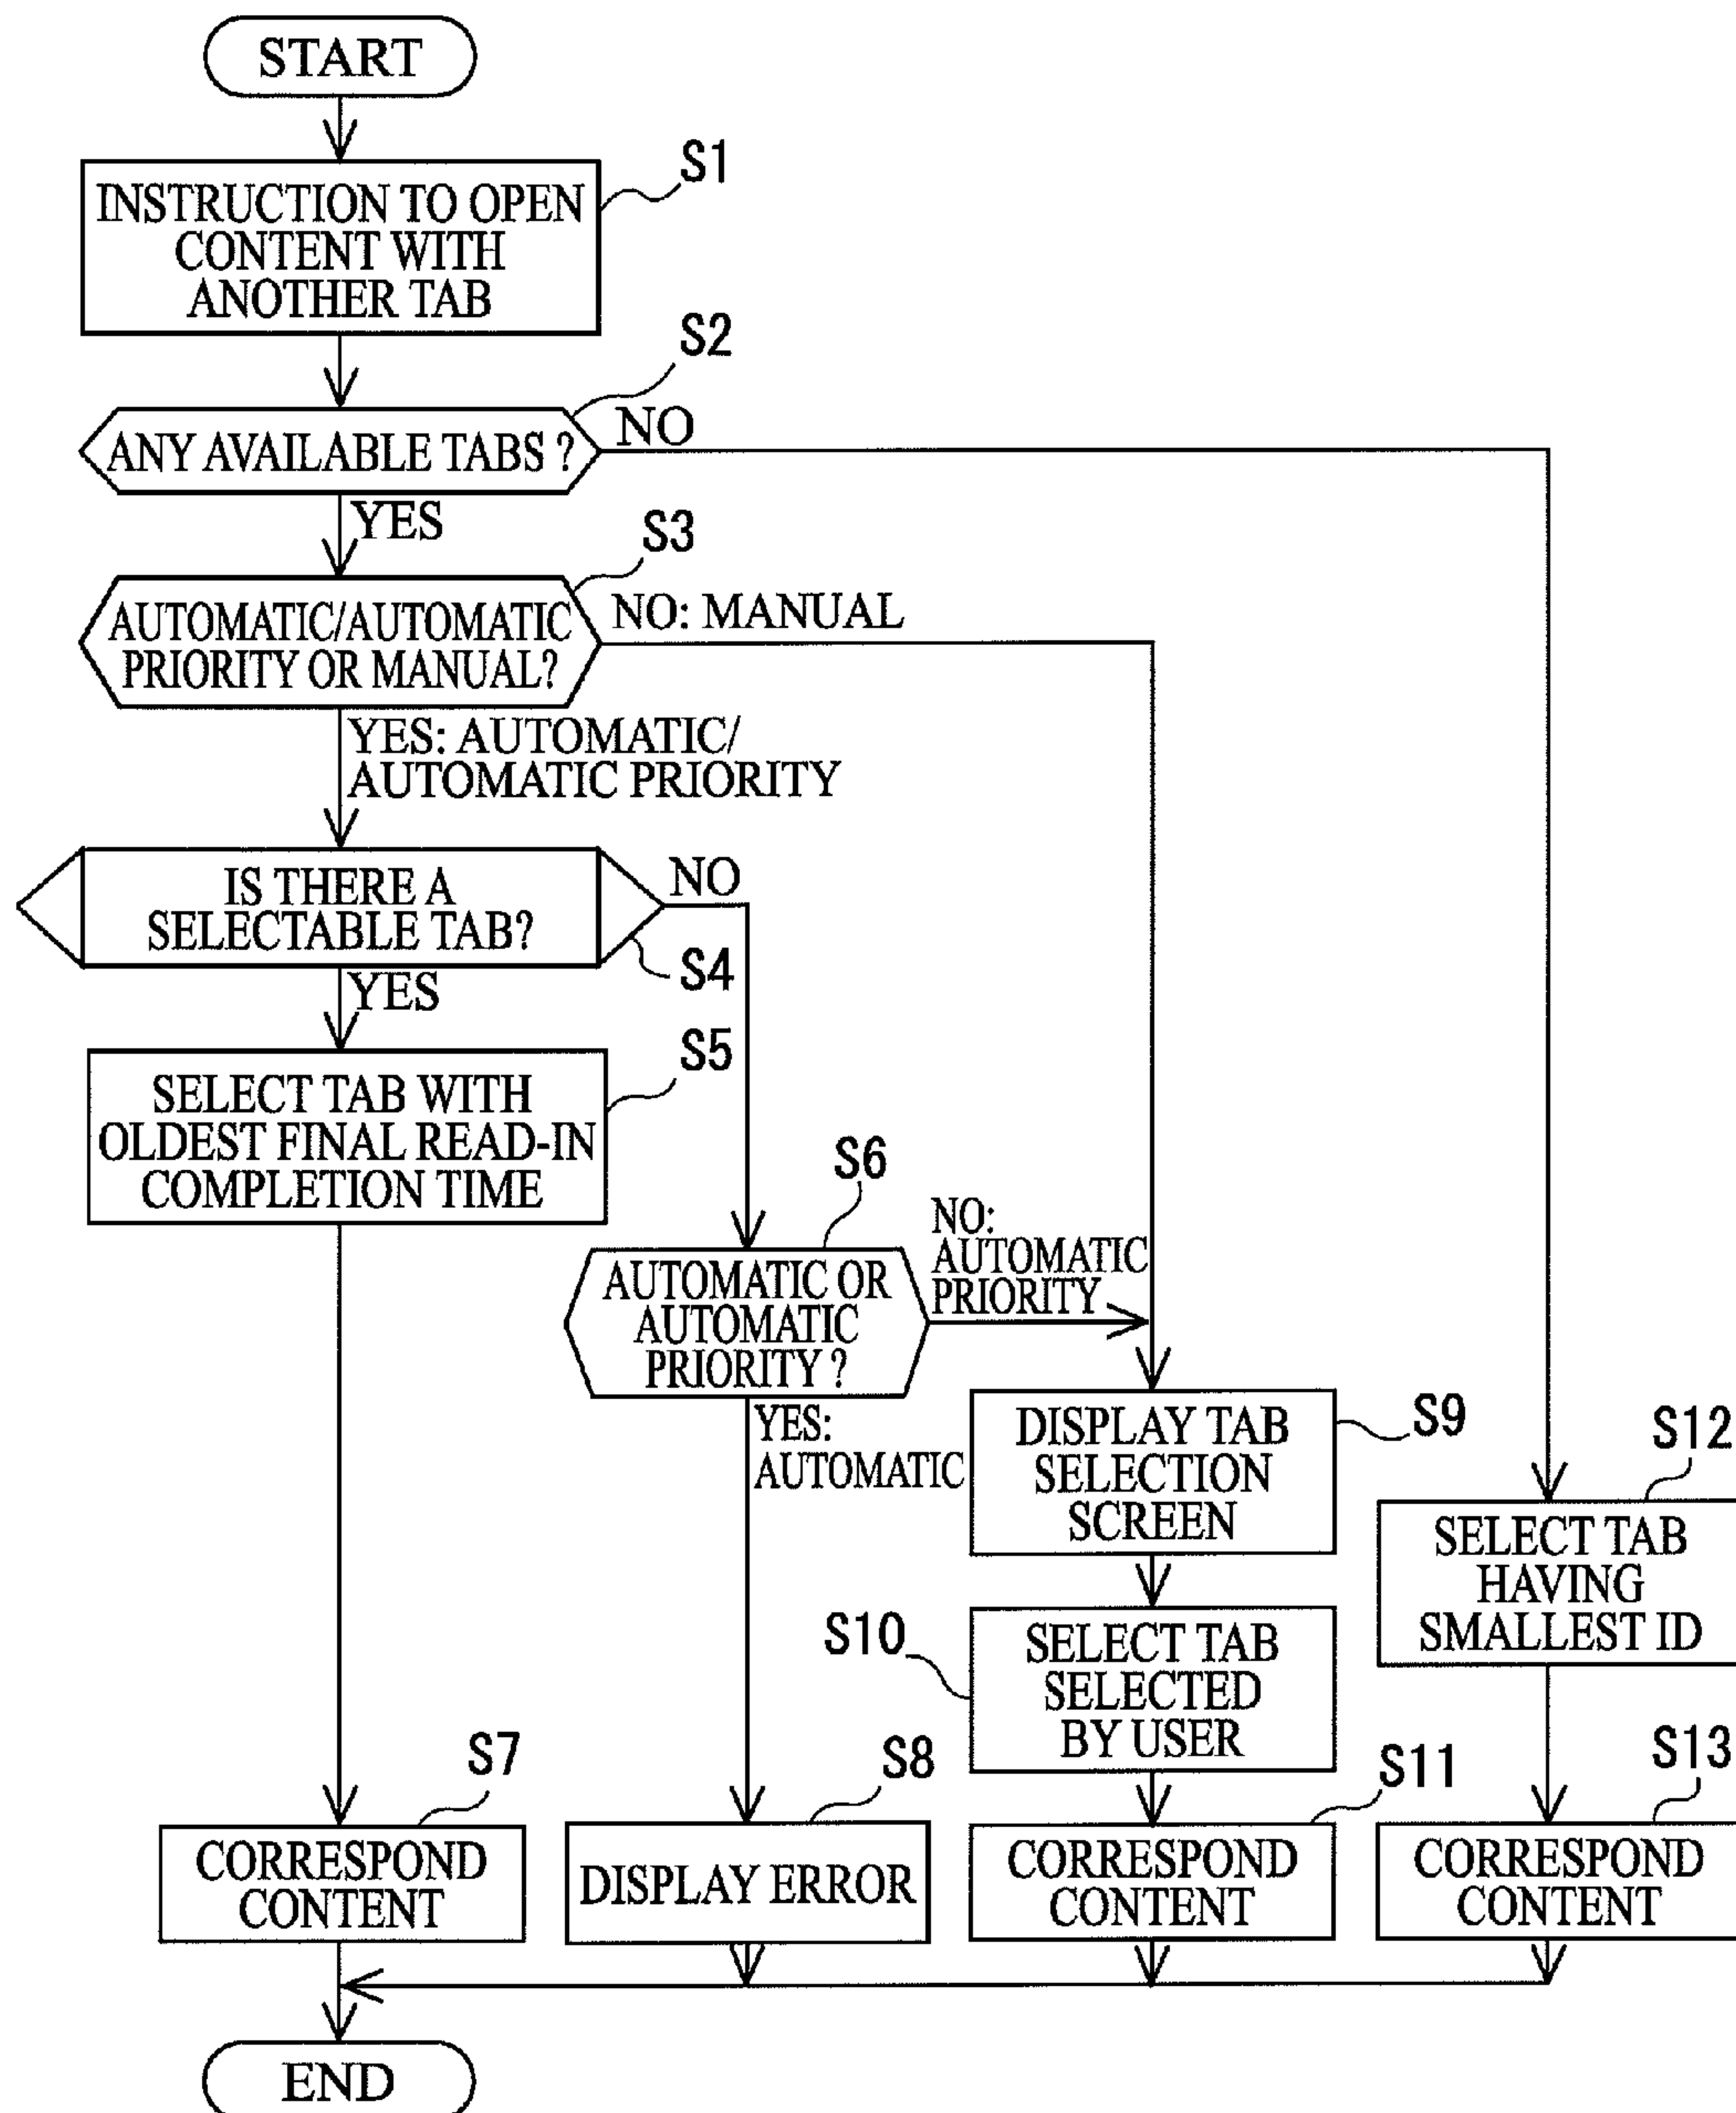 START
S1
INSTRUCTION TO OPEN
CONTENT WITH
ANOTHER TAB
S2
ANY AVAILABLE TABS ?
NO
YES
S3
AUTOMATIC/AUTOMATIC
PRIORITY OR MANUAL?
NO: MANUAL
YES: AUTOMATIC/
AUTOMATIC PRIORITY
IS THERE A
SELECTABLE TAB?
NO
S4
YES
S5
SELECT TAB WITH
OLDEST FINAL READ-IN
COMPLETION TIME
S6
AUTOMATIC OR
AUTOMATIC
PRIORITY ?
NO:
AUTOMATIC
PRIORITY
YES:
AUTOMATIC
S9
DISPLAY TAB
SELECTION
SCREEN
S12
SELECT TAB
HAVING
SMALLEST ID
S10
SELECT TAB
SELECTED
BY USER
S7
CORRESPOND
CONTENT
S8
DISPLAY ERROR
S11
CORRESPOND
CONTENT
S13
CORRESPOND
CONTENT
END